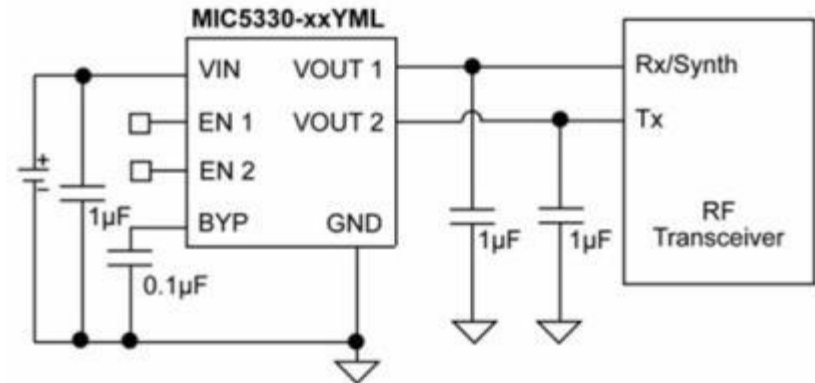 MIC5330-xxYML
VIN
VOUT 1
EN 1
VOUT 2
EN 2
BYP
GND
+
-
1µF
0.1µF
1µF
1µF
Rx/Synth
Tx
RF
Transceiver